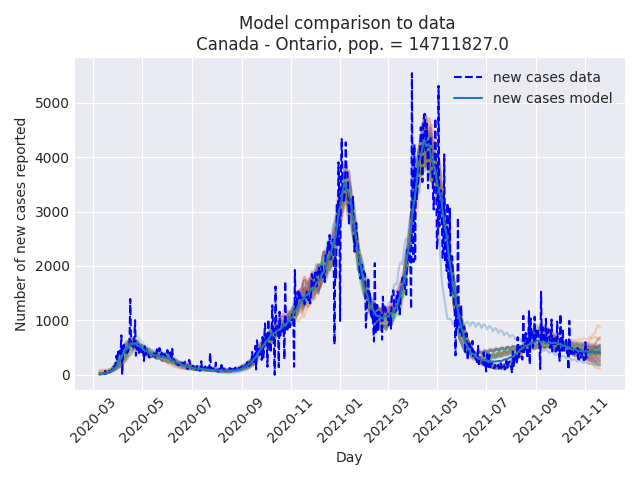 Model comparison to data
Canada - Ontario, pop. = 14711827.0
new cases data
new cases model
Number of new cases reported
5000
4000
3000
2000
1000
0
2020-03
2020-05
2020-07
2020-09
2020-11
2021-01
2021-03
2021-05
2021-07
2021-09
2021-11
Day